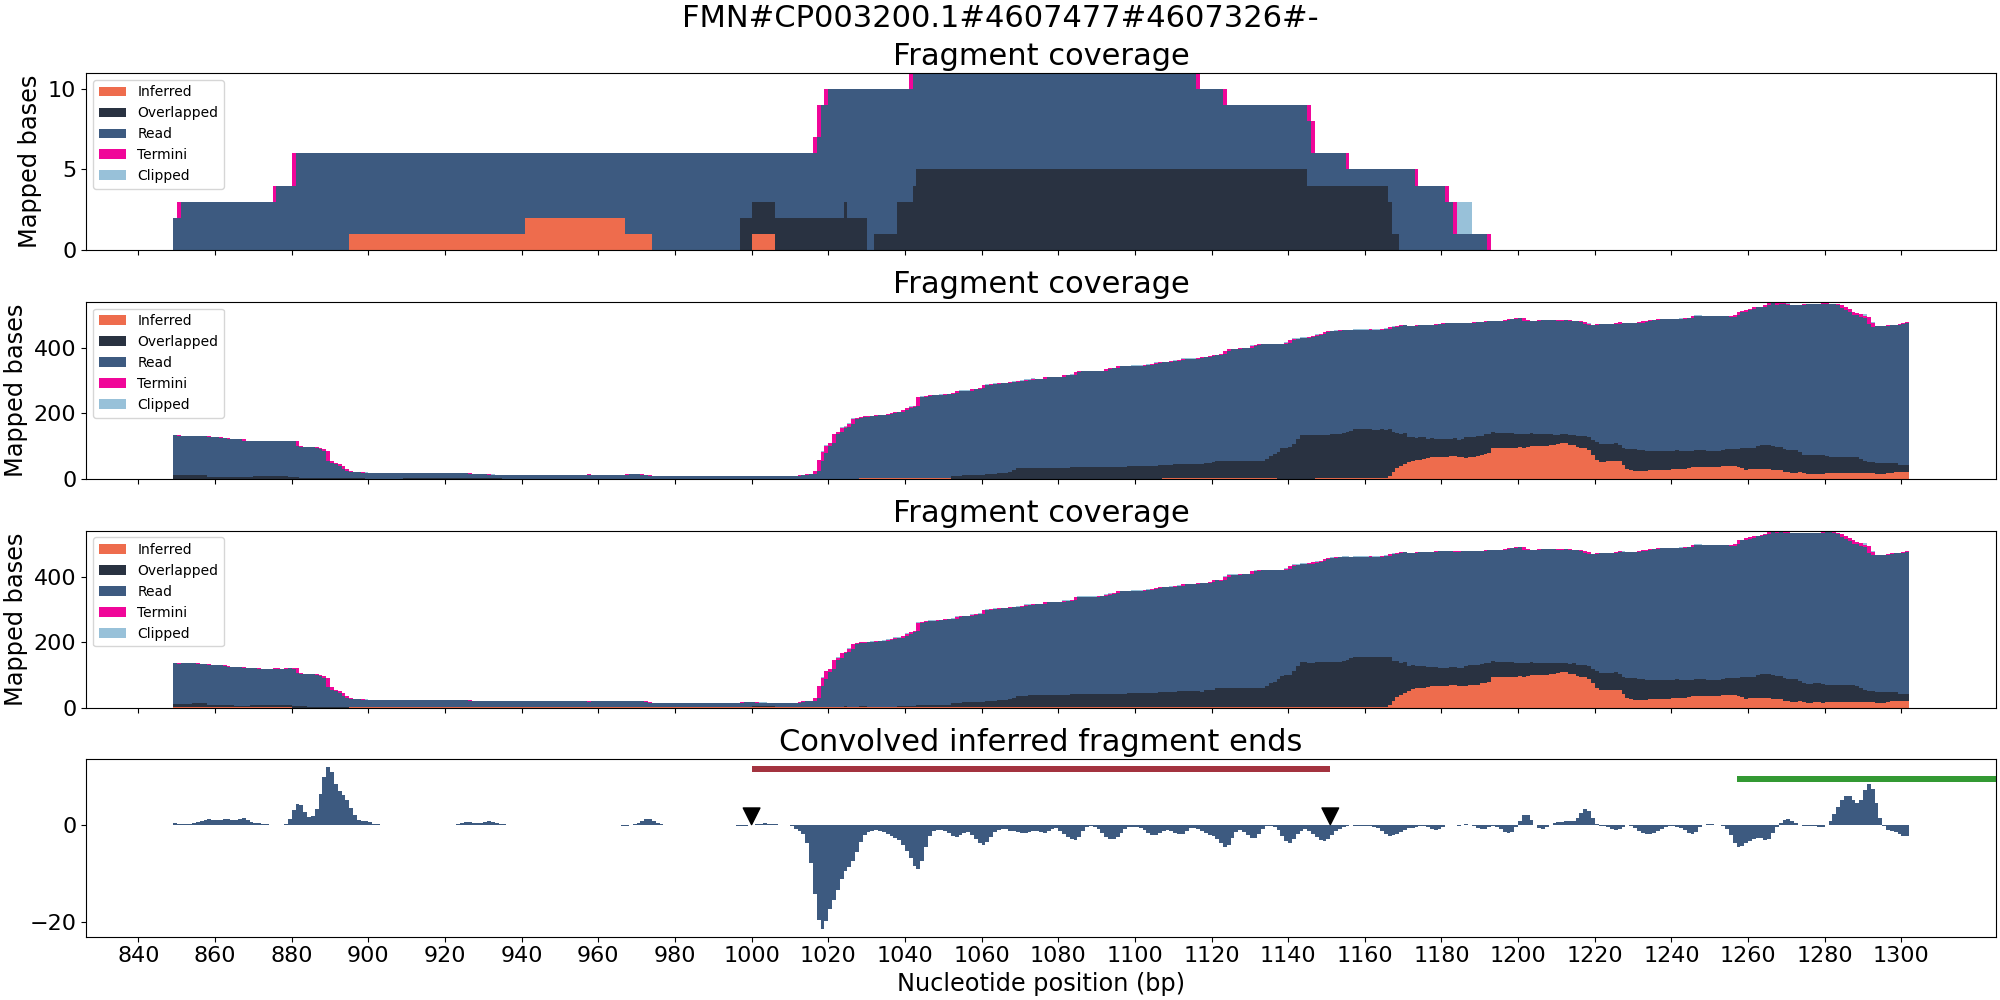 FMN#CP003200.1#4607477#4607326#-
Fragment coverage
Mapped bases
10
5
0
Inferred
Overlapped
Read
Termini
Clipped
Fragment coverage
Mapped bases
400
200
0
Inferred
Overlapped
Read
Termini
Clipped
Fragment coverage
Mapped bases
400
200
0
Inferred
Overlapped
Read
Termini
Clipped
Convolved inferred fragment ends
0
−20
840 860 880 900 920 940 960 980 1000 1020 1040 1060 1080 1100 1120 1140 1160 1180 1200 1220 1240 1260 1280 1300
Nucleotide position (bp)